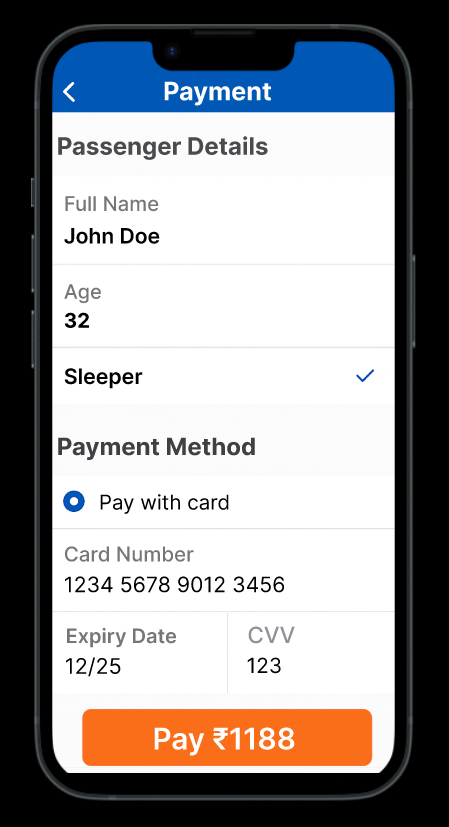 Payment
Passenger Details
Full Name
John Doe
Age
32
Sleeper
Payment Method
Pay with card
Card Number
1234 5678 9012 3456
Expiry Date CVV
12/25 123
Pay ₹1188